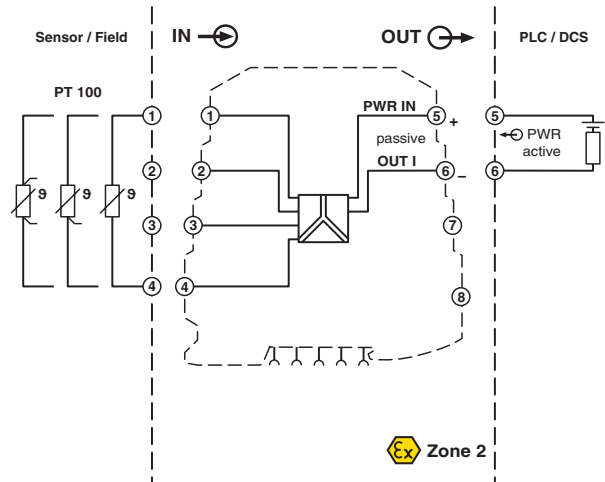 Sensor / Field
IN
OUT
PLC / DCS
PT 100
PWR IN
passive
OUT I
PWR
active
1
2
3
4
1
2
3
4
5
+
6
–
7
8
5
6
ϑ
ϑ
ϑ
Ex
Zone 2